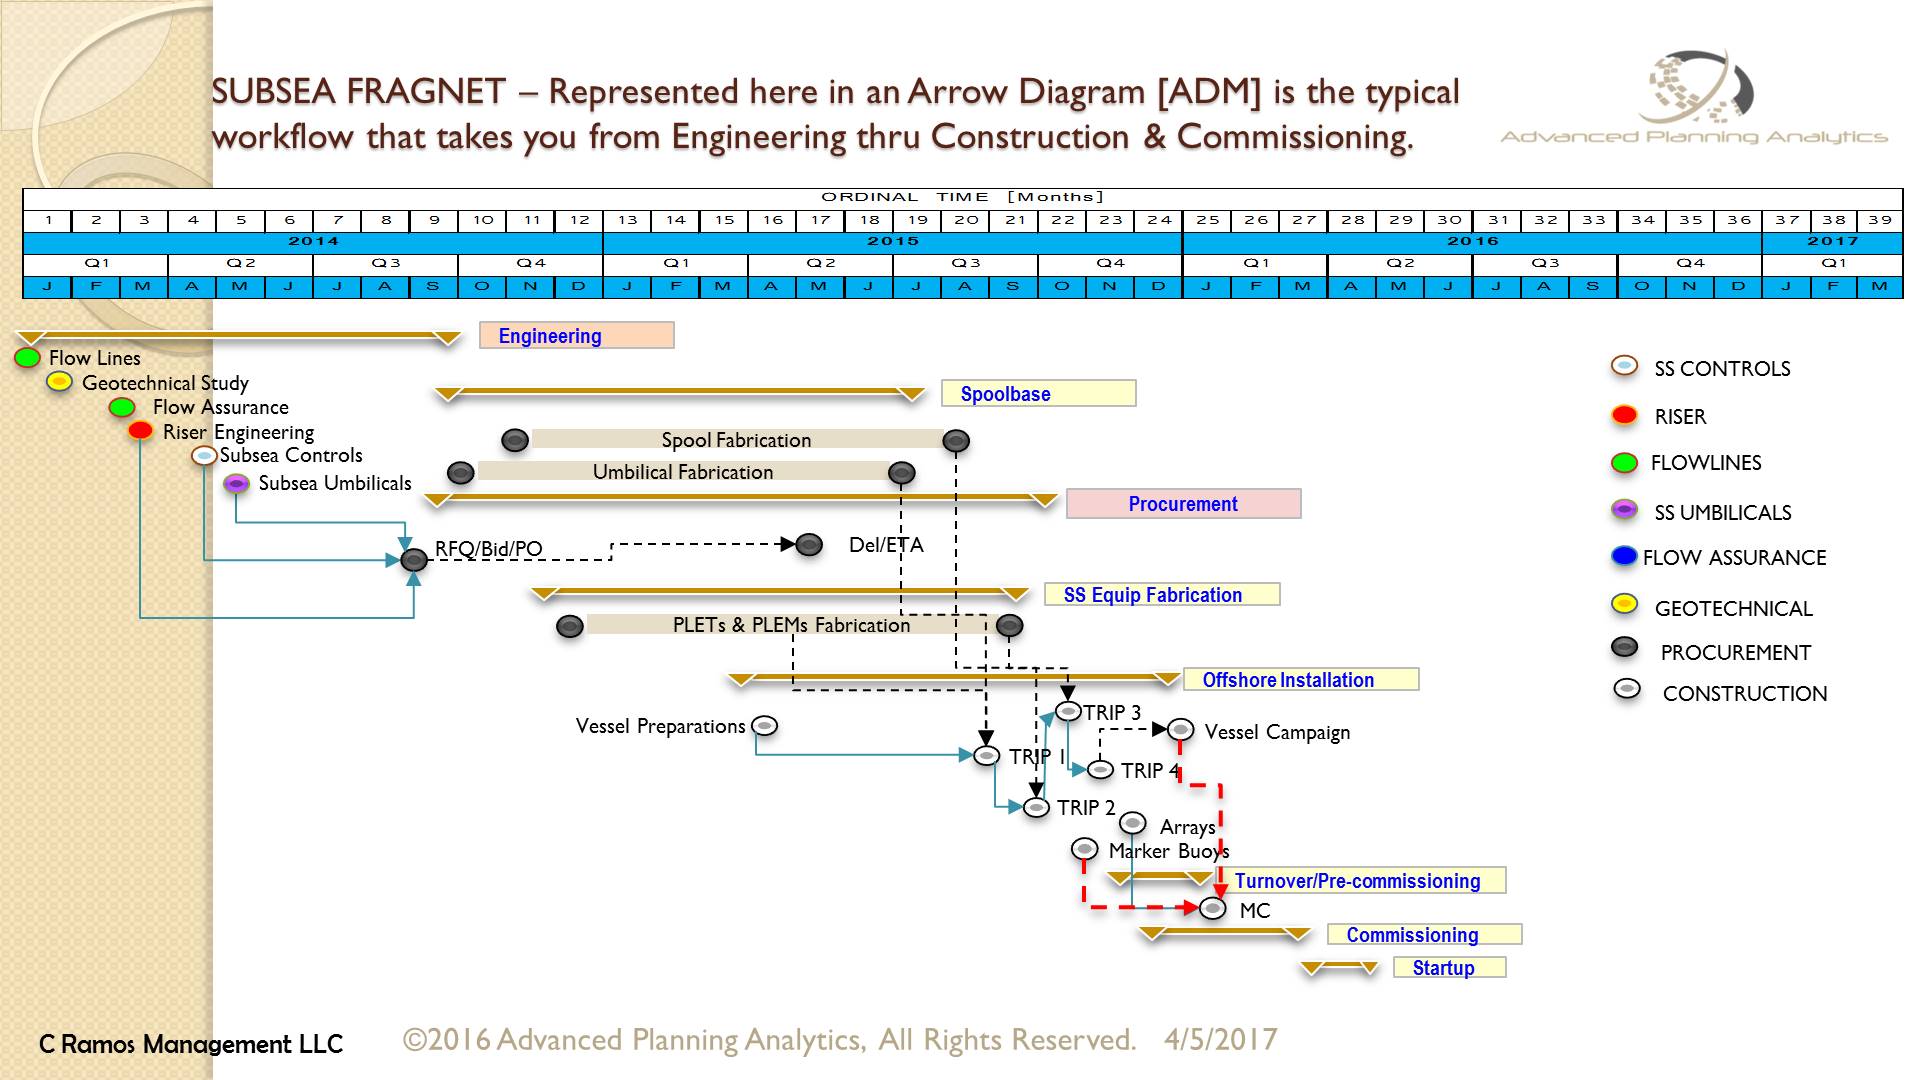 SUBSEA FRAGNET – Represented here in an Arrow Diagram [ADM] is the typical
workflow that takes you from Engineering thru Construction & Commissioning.
Advanced Planning Analytics
ORDINAL TIME [Months]
1 2 3 4 5 6 7 8 9 10 11 12 13 14 15 16 17 18 19 20 21 22 23 24 25 26 27 28 29 30 31 32 33 34 35 36 37 38 39
2014 2015 2016 2017
Q1 Q2 Q3 Q4 Q1 Q2 Q3 Q4 Q1 Q2 Q3 Q4 Q1
J F M A M J J A S O N D J F M A M J J A S O N D J F M A M J J A S O N D J F M
Engineering
Flow Lines
Geotechnical Study
Flow Assurance
Riser Engineering
Subsea Controls
Subsea Umbilicals
Spoolbase
Spool Fabrication
Umbilical Fabrication
Procurement
RFQ/Bid/PO
Del/ETA
SS Equip Fabrication
PLETs & PLEMs Fabrication
Offshore Installation
Vessel Preparations
TRIP 1
TRIP 2
TRIP 3
TRIP 4
Vessel Campaign
Arrays
Marker Buoys
Turnover/Pre-commissioning
MC
Commissioning
Startup
SS CONTROLS
RISER
FLOWLINES
SS UMBILICALS
FLOW ASSURANCE
GEOTECHNICAL
PROCUREMENT
CONSTRUCTION
C Ramos Management LLC ©2016 Advanced Planning Analytics, All Rights Reserved. 4/5/2017